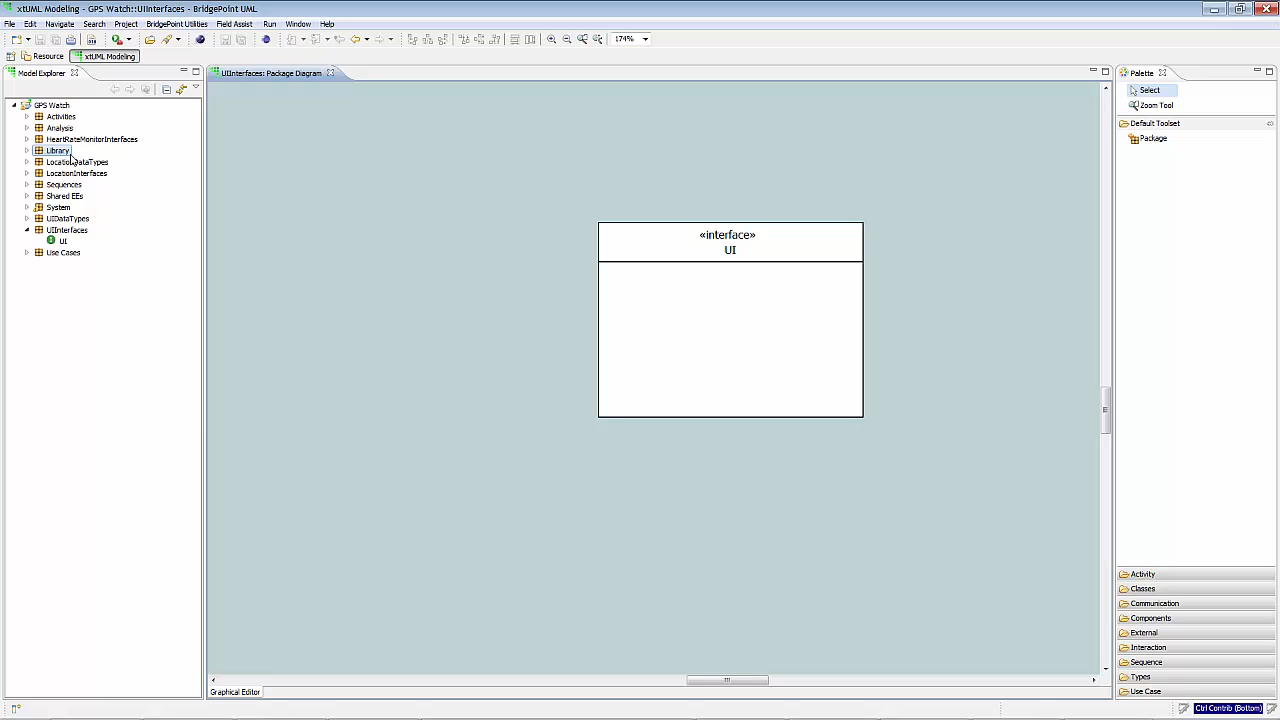 xtUML Modeling - GPS Watch::UIInterfaces - BridgePoint UML
File Edit Navigate Search Project BridgePoint Utilities Field Assist Run Window Help
174%
Resource xtUML Modeling
Model Explorer
GPS Watch
Activities
Analysis
HeartRateMonitorInterfaces
Library
LocationDataTypes
LocationInterfaces
Sequences
Shared EEs
System
UIDataTypes
UIInterfaces
UI
Use Cases
UIInterfaces: Package Diagram
«interface»
UI
Graphical Editor
Palette
Select
Zoom Tool
Default Toolset
Package
Activity
Classes
Communication
Components
External
Interaction
Sequence
Types
Use Case
Ctrl Contrib (Bottom)